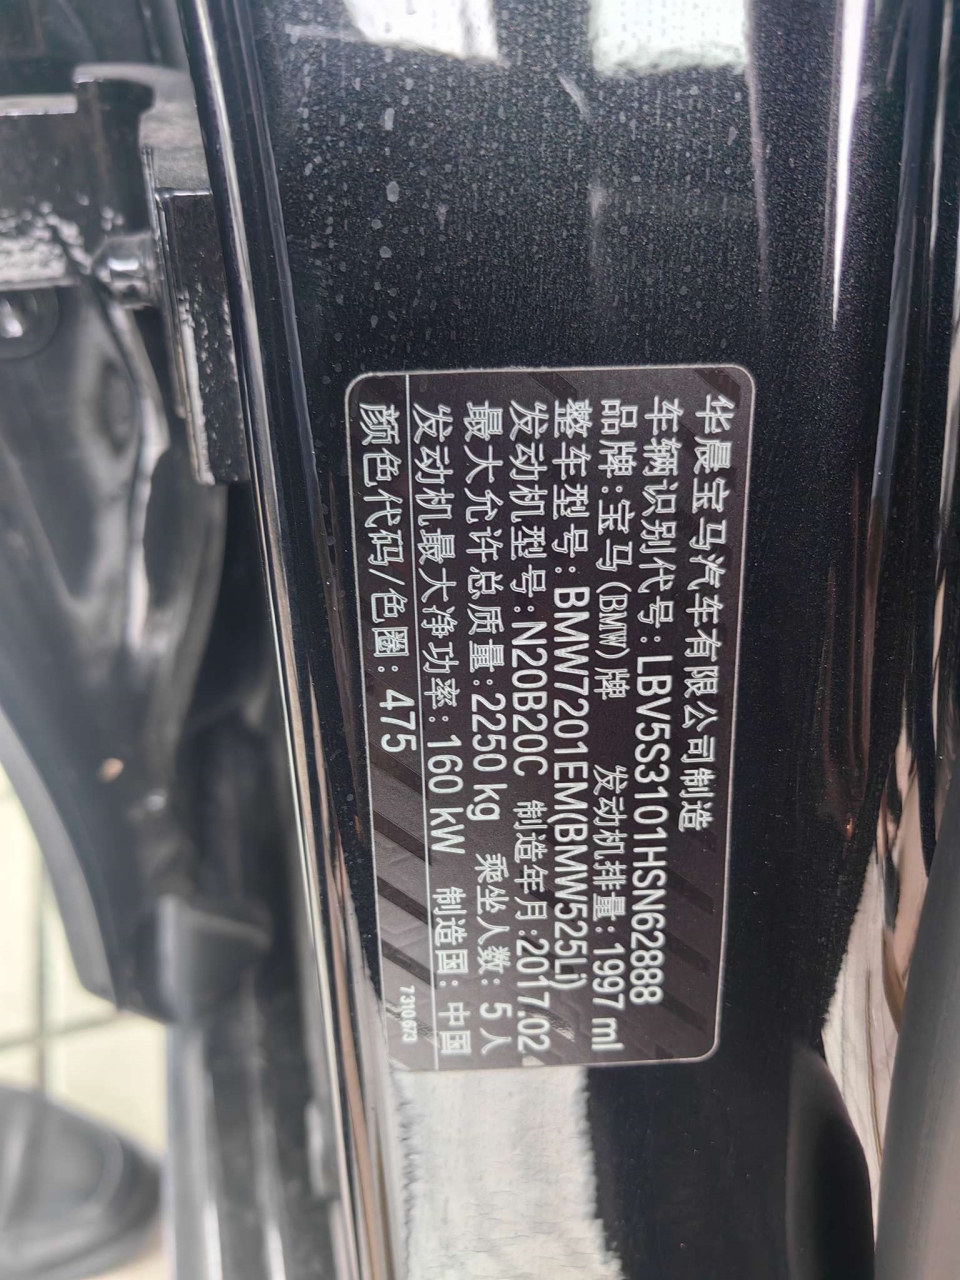 华晨宝马汽车有限公司制造
车辆识别代号:LBV5S3101HSN62888
品牌:宝马(BMW)牌 发动机排量:1997 ml
整车型号:BMW7201EM(BMW525Li)
发动机型号:N20B20C 制造年月:2017.02
最大允许总质量:2250 kg 乘坐人数:5人
发动机最大净功率:160 kW 制造国:中国
颜色代码/色圈:475
7310673